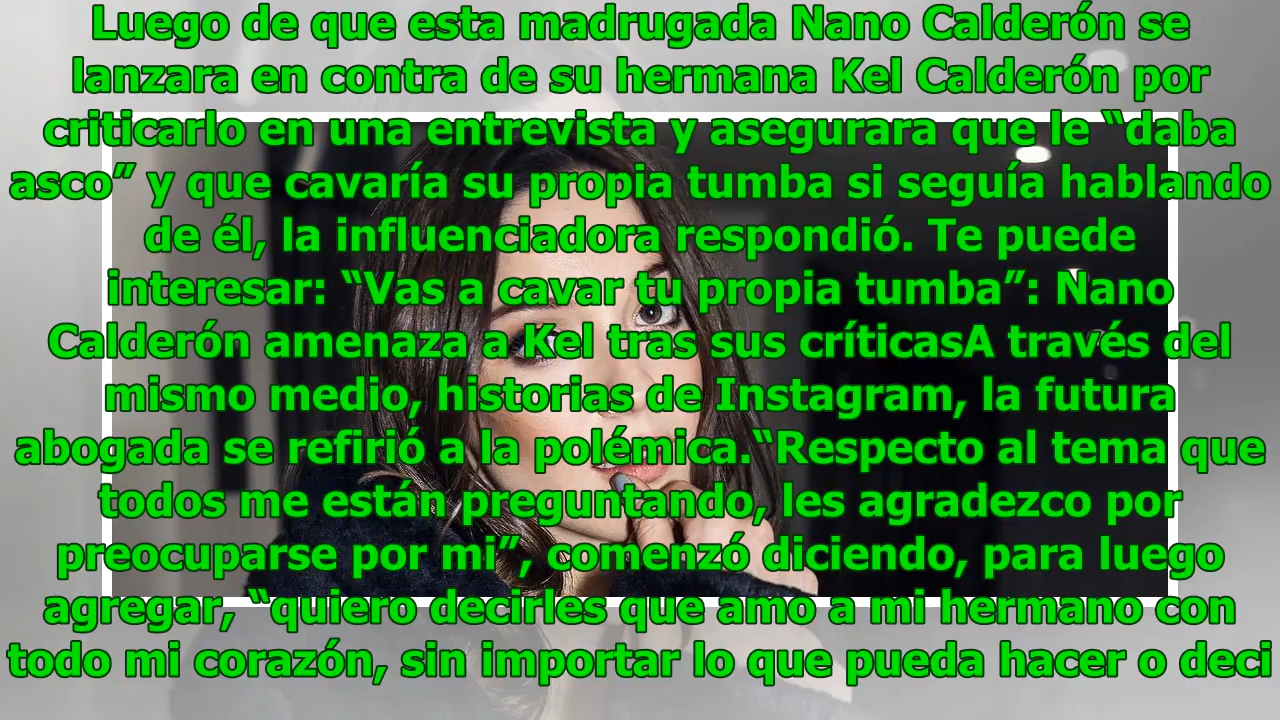 Luego de que esta madrugada Nano Calderón se
lanzara en contra de su hermana Kel Calderón por
criticarlo en una entrevista y asegurara que le “daba
asco” y que cavaría su propia tumba si seguía hablando
de él, la influenciadora respondió. Te puede
interesar: “Vas a cavar tu propia tumba”: Nano
Calderón amenaza a Kel tras sus críticasA través del
mismo medio, historias de Instagram, la futura
abogada se refirió a la polémica.“Respecto al tema que
todos me están preguntando, les agradezco por
preocuparse por mi”, comenzó diciendo, para luego
agregar, “quiero decirles que amo a mi hermano con
todo mi corazón, sin importar lo que pueda hacer o deci